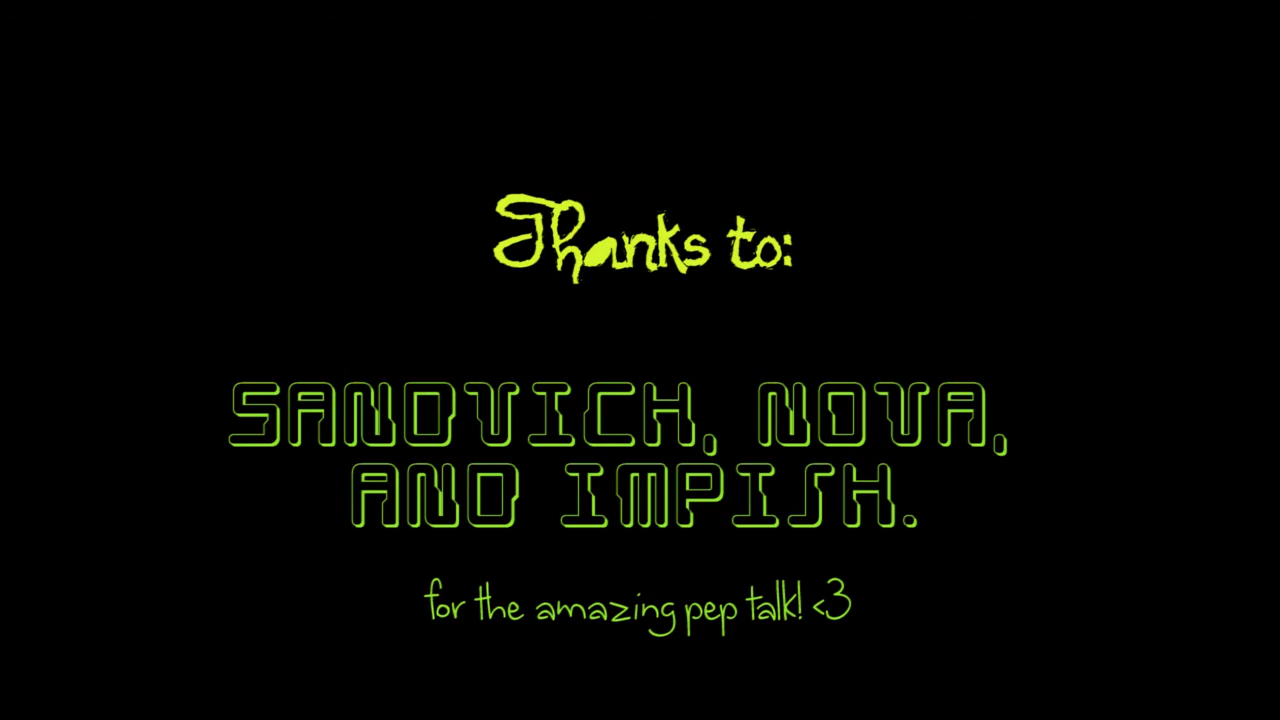 Thanks to:
SANDVICH, NOVA,
AND IMPISH.
for the amazing pep talk! <3